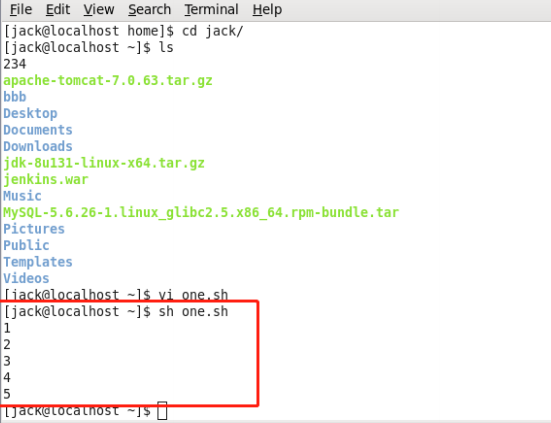 File Edit View Search Terminal Help
[jack@localhost home]$ cd jack/
[jack@localhost ~]$ ls
234
apache-tomcat-7.0.63.tar.gz
bbb
Desktop
Documents
Downloads
jdk-8u131-linux-x64.tar.gz
jenkins.war
Music
MySQL-5.6.26-1.linux_glibc2.5.x86_64.rpm-bundle.tar
Pictures
Public
Templates
Videos
[jack@localhost ~]$ vi one.sh
[jack@localhost ~]$ sh one.sh
1
2
3
4
5
[jack@localhost ~]$